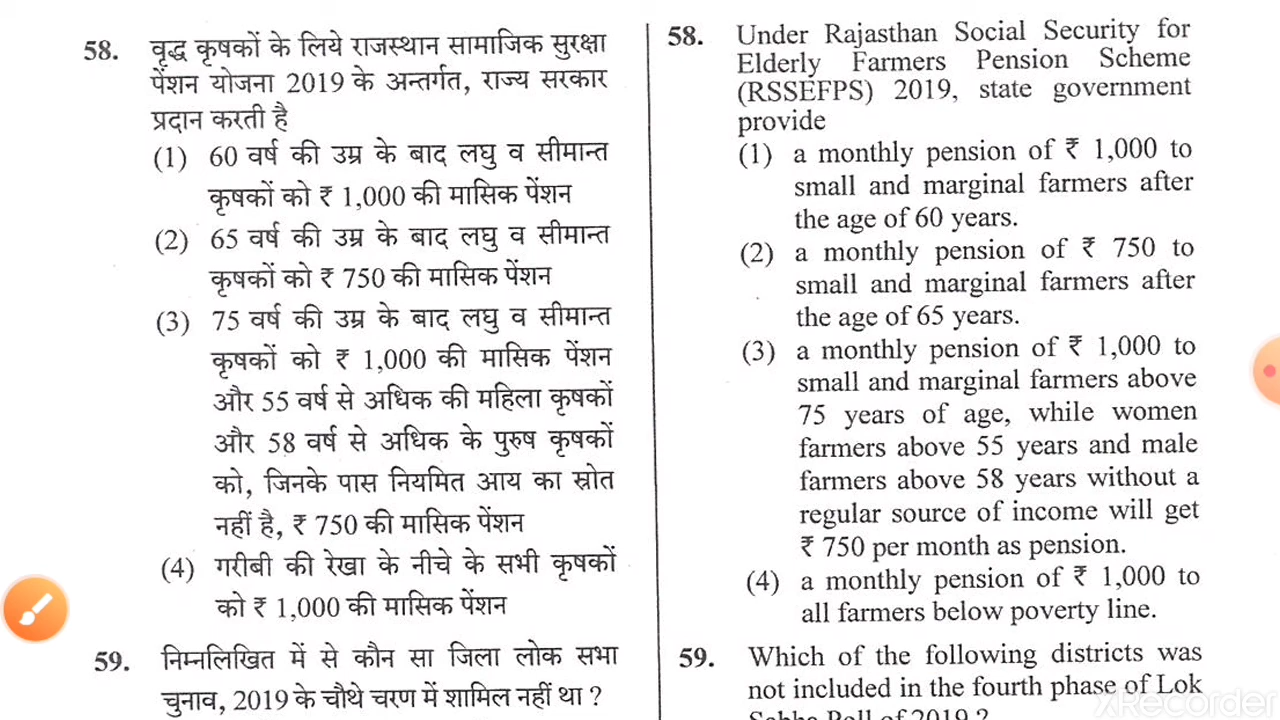 58. वृद्ध कृषकों के लिये राजस्थान सामाजिक सुरक्षा
पेंशन योजना 2019 के अन्तर्गत, राज्य सरकार
प्रदान करती है
(1) 60 वर्ष की उम्र के बाद लघु व सीमान्त
कृषकों को ₹ 1,000 की मासिक पेंशन
(2) 65 वर्ष की उम्र के बाद लघु व सीमान्त
कृषकों को ₹ 750 की मासिक पेंशन
(3) 75 वर्ष की उम्र के बाद लघु व सीमान्त
कृषकों को ₹ 1,000 की मासिक पेंशन
और 55 वर्ष से अधिक की महिला कृषकों
और 58 वर्ष से अधिक के पुरुष कृषकों
को, जिनके पास नियमित आय का स्रोत
नहीं है, ₹ 750 की मासिक पेंशन
(4) गरीबी की रेखा के नीचे के सभी कृषकों
को ₹ 1,000 की मासिक पेंशन
59. निम्नलिखित में से कौन सा जिला लोक सभा
चुनाव, 2019 के चौथे चरण में शामिल नहीं था ?
58. Under Rajasthan Social Security for
Elderly Farmers Pension Scheme
(RSSEFPS) 2019, state government
provide
(1) a monthly pension of ₹ 1,000 to
small and marginal farmers after
the age of 60 years.
(2) a monthly pension of ₹ 750 to
small and marginal farmers after
the age of 65 years.
(3) a monthly pension of ₹ 1,000 to
small and marginal farmers above
75 years of age, while women
farmers above 55 years and male
farmers above 58 years without a
regular source of income will get
₹ 750 per month as pension.
(4) a monthly pension of ₹ 1,000 to
all farmers below poverty line.
59. Which of the following districts was
not included in the fourth phase of Lok
Sabha Poll of 2019 ?
XRecorder